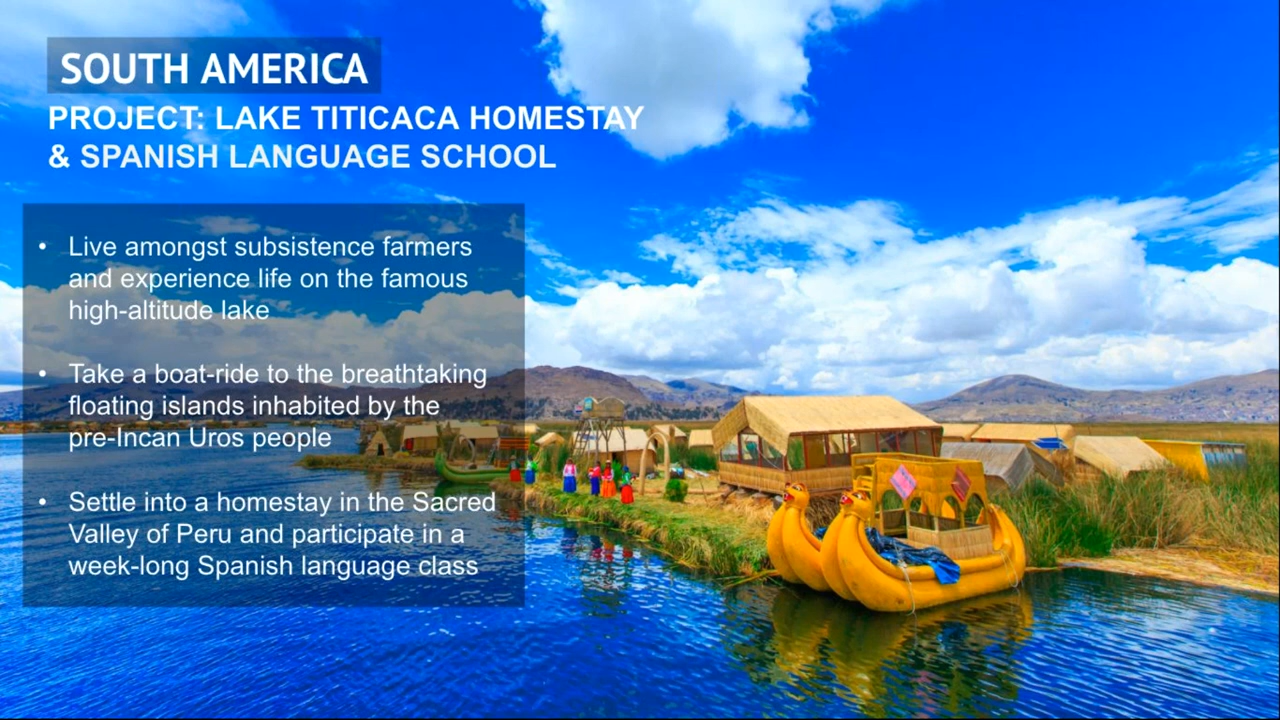 SOUTH AMERICA
PROJECT: LAKE TITICACA HOMESTAY
& SPANISH LANGUAGE SCHOOL
• Live amongst subsistence farmers
and experience life on the famous
high-altitude lake
• Take a boat-ride to the breathtaking
floating islands inhabited by the
pre-Incan Uros people
• Settle into a homestay in the Sacred
Valley of Peru and participate in a
week-long Spanish language class